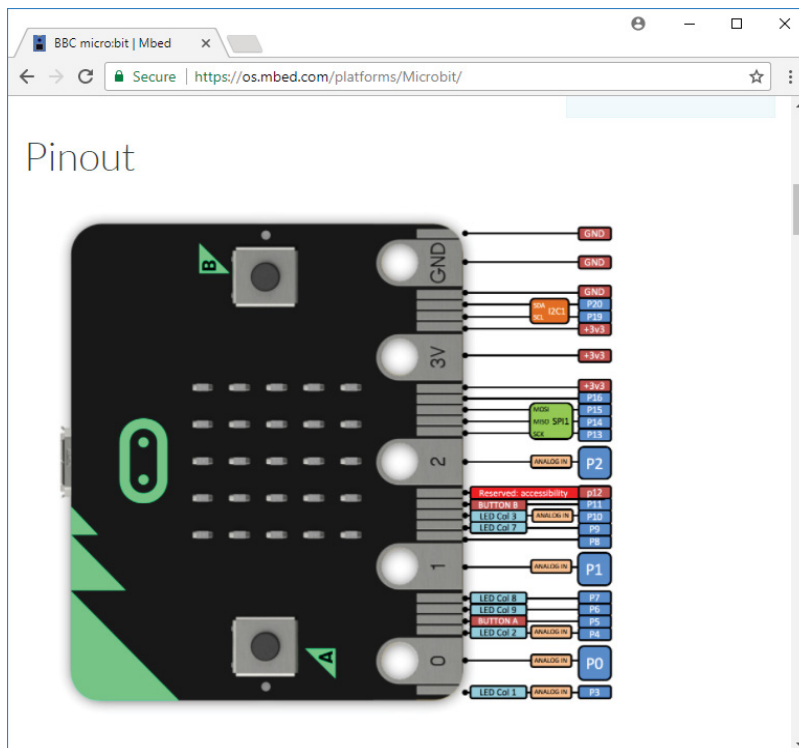 BBC micro:bit | Mbed
Secure https://os.mbed.com/platforms/Microbit/
Pinout
B
GND
3V
2
1
0
A
GND
GND
GND
SDA I2C1 P20
SCL P19
+3v3
+3v3
+3v3
P16
MOSI P15
MISO SPI1 P14
SCK P13
ANALOG IN P2
Reserved: accessibility p12
BUTTON B P11
LED Col 3 ANALOG IN P10
LED Col 7 P9
P8
ANALOG IN P1
LED Col 8 P7
LED Col 9 P6
BUTTON A P5
LED Col 2 ANALOG IN P4
ANALOG IN P0
LED Col 1 ANALOG IN P3